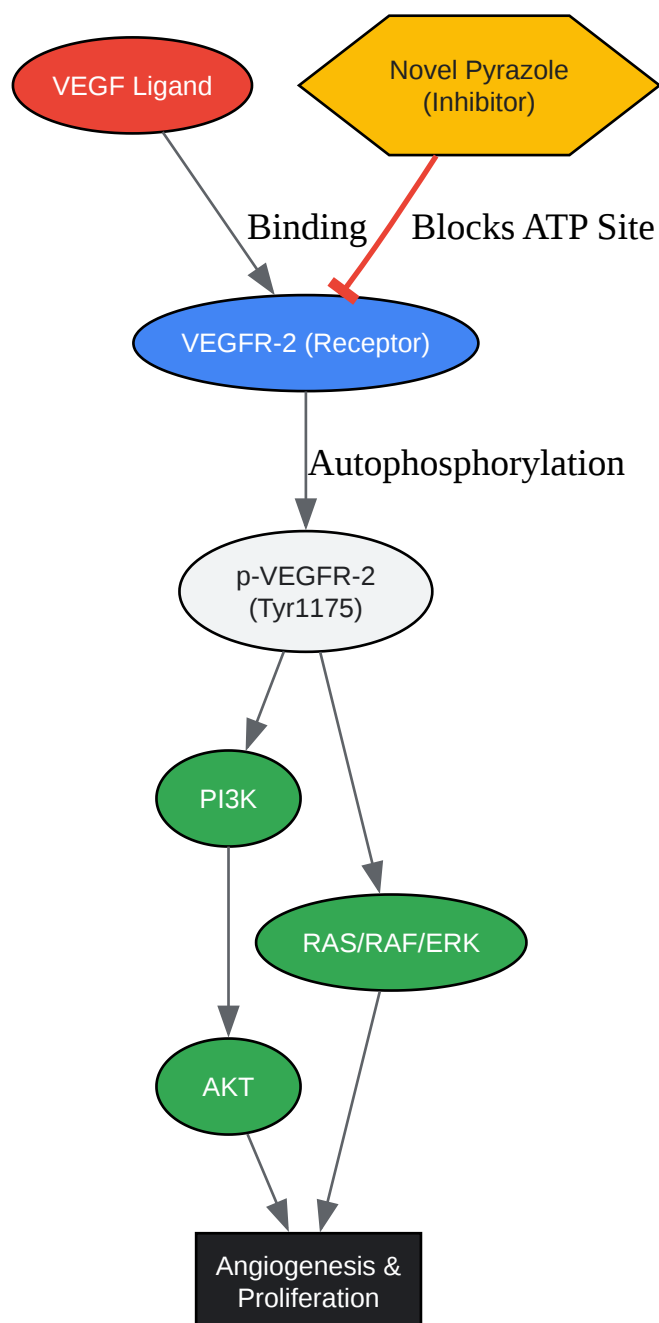 VEGF Ligand
Novel Pyrazole
(Inhibitor)
Binding
Blocks ATP Site
VEGFR-2 (Receptor)
Autophosphorylation
p-VEGFR-2
(Tyr1175)
PI3K
RAS/RAF/ERK
AKT
Angiogenesis &
Proliferation